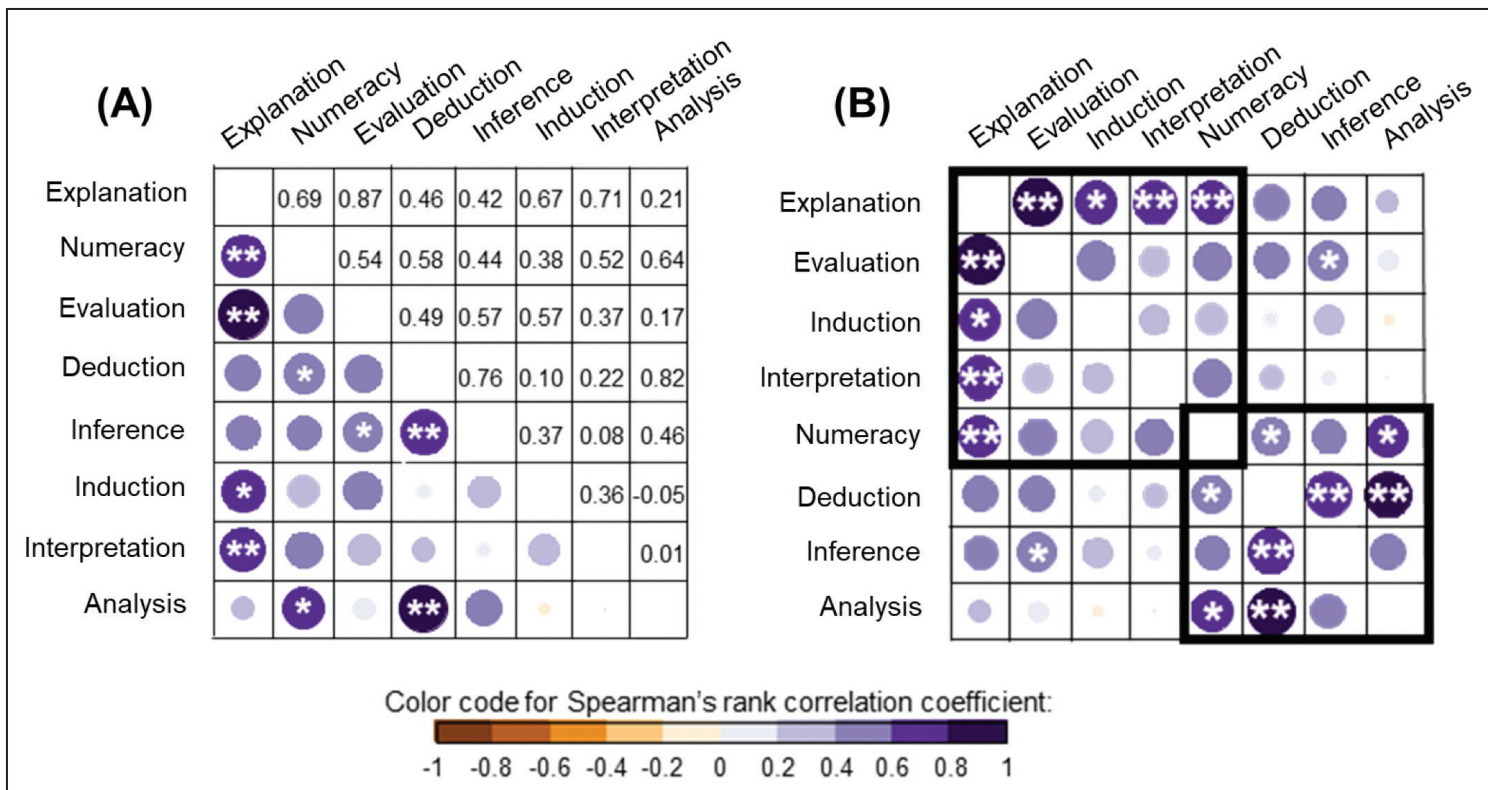 (A)
Explanation Numeracy Evaluation Deduction Inference Induction Interpretation Analysis
Explanation 0.69 0.87 0.46 0.42 0.67 0.71 0.21
Numeracy ** 0.54 0.58 0.44 0.38 0.52 0.64
Evaluation ** 0.49 0.57 0.57 0.37 0.17
Deduction * 0.76 0.10 0.22 0.82
Inference * ** 0.37 0.08 0.46
Induction * 0.36 -0.05
Interpretation ** 0.01
Analysis * **
(B)
Explanation Evaluation Induction Interpretation Numeracy Deduction Inference Analysis
Explanation ** * ** **
Evaluation ** *
Induction *
Interpretation **
Numeracy ** * *
Deduction * ** **
Inference * **
Analysis * **
Color code for Spearman's rank correlation coefficient:
-1 -0.8 -0.6 -0.4 -0.2 0 0.2 0.4 0.6 0.8 1